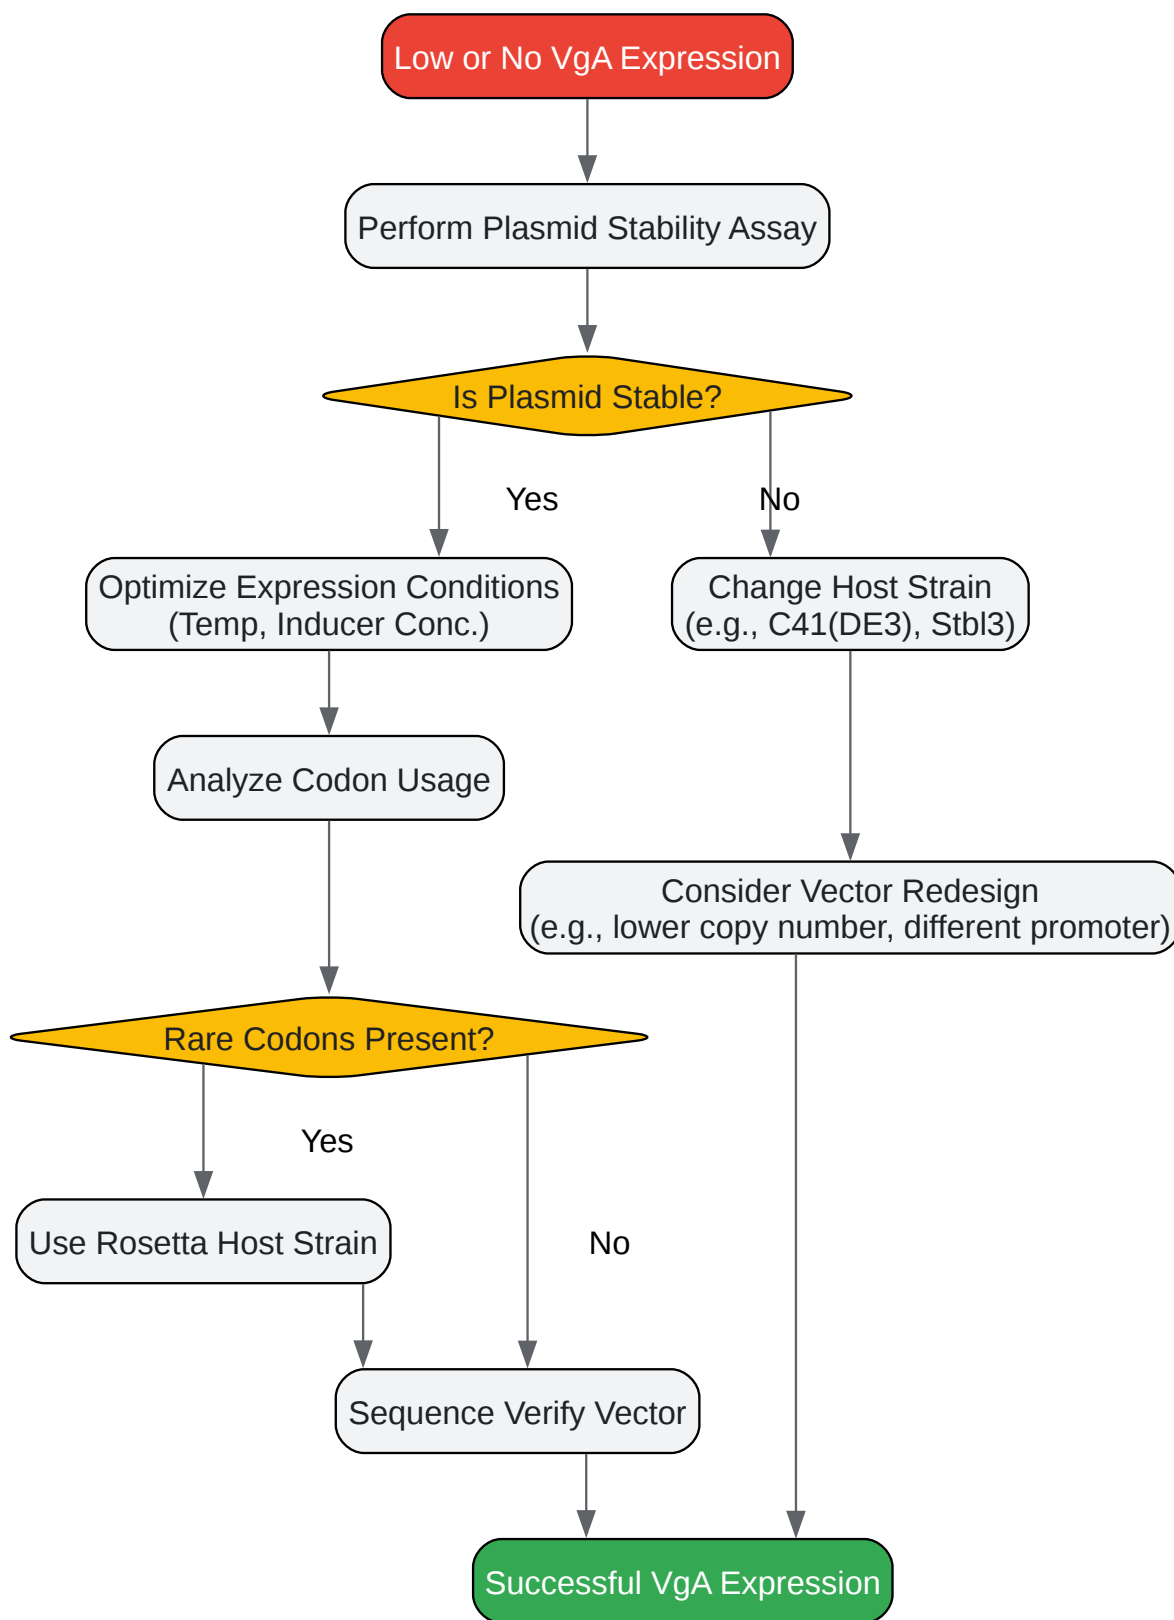 Low or No VgA Expression
Perform Plasmid Stability Assay
Is Plasmid Stable?
Yes
No
Optimize Expression Conditions
(Temp, Inducer Conc.)
Change Host Strain
(e.g., C41(DE3), Stbl3)
Analyze Codon Usage
Consider Vector Redesign
(e.g., lower copy number, different promoter)
Rare Codons Present?
Yes
Use Rosetta Host Strain
No
Sequence Verify Vector
Successful VgA Expression